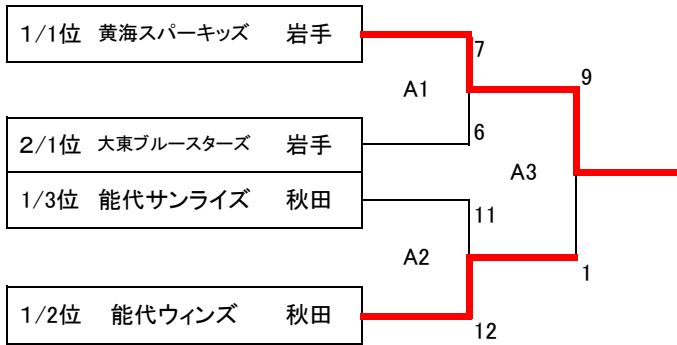 1/1位 黄海スパーキッズ 岩手
7
A1
9
2/1位 大東ブルースターズ 岩手
6
A3
1/3位 能代サンライズ 秋田
11
A2
1
1/2位 能代ウィンズ 秋田
12